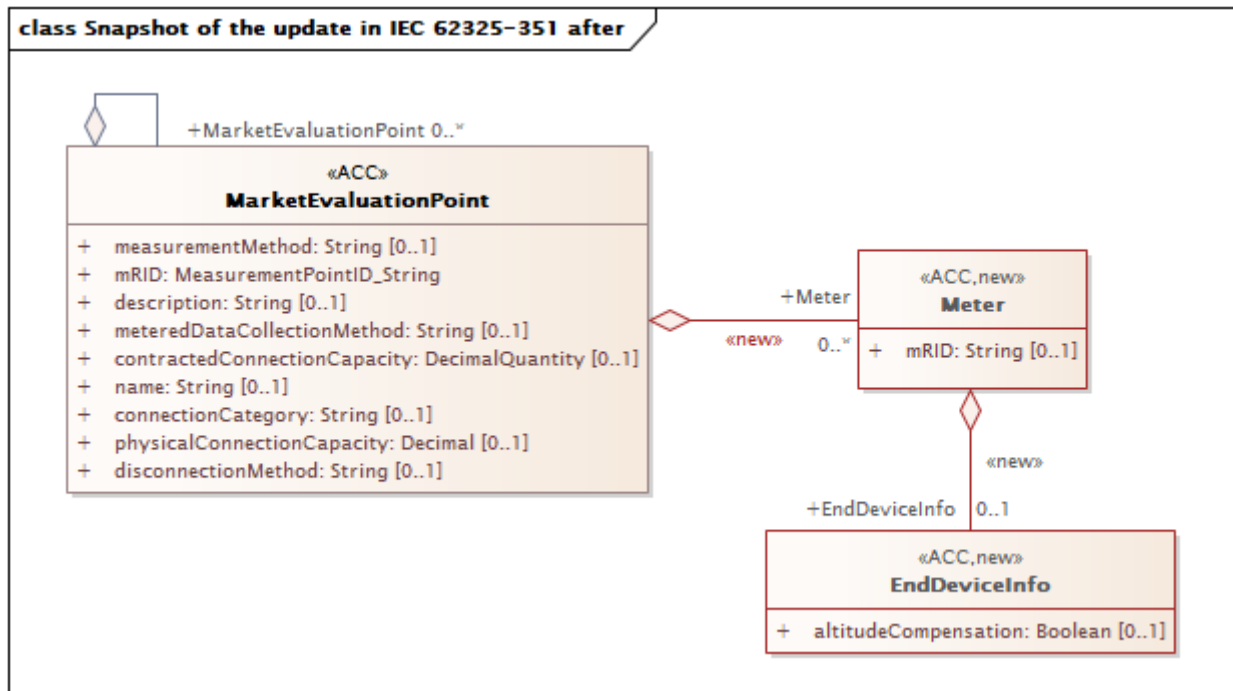 class Snapshot of the update in IEC 62325-351 after
+MarketEvaluationPoint 0..*
«ACC»
MarketEvaluationPoint
+ measurementMethod: String [0..1]
+ mRID: MeasurementPointID_String
+ description: String [0..1]
+ meteredDataCollectionMethod: String [0..1]
+ contractedConnectionCapacity: DecimalQuantity [0..1]
+ name: String [0..1]
+ connectionCategory: String [0..1]
+ physicalConnectionCapacity: Decimal [0..1]
+ disconnectionMethod: String [0..1]
+Meter
«new» 0..*
«ACC,new»
Meter
+ mRID: String [0..1]
«new»
+EndDeviceInfo 0..1
«ACC,new»
EndDeviceInfo
+ altitudeCompensation: Boolean [0..1]